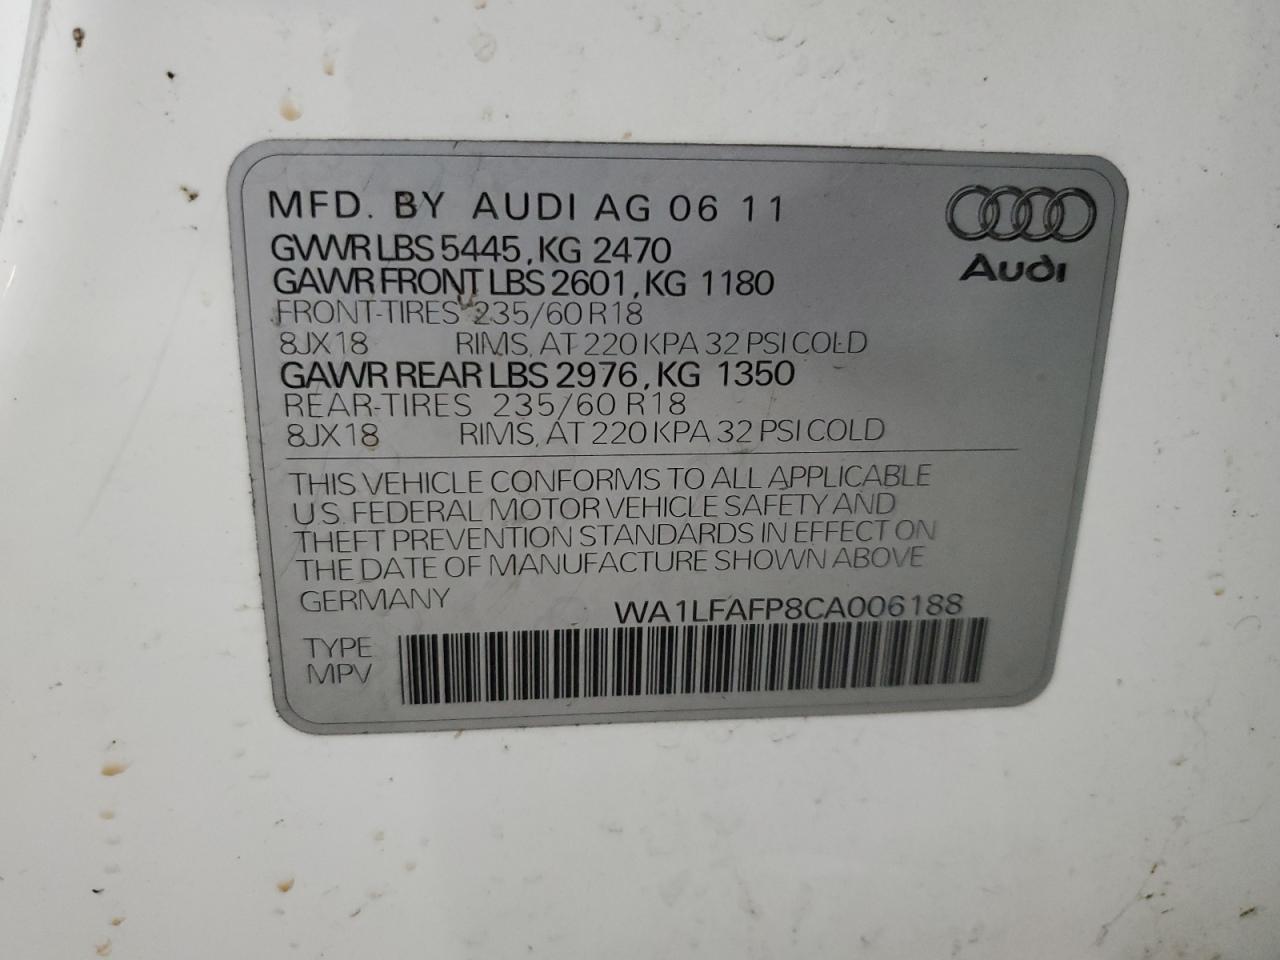 MFD. BY AUDI AG 06 11
GVWR LBS 5445, KG 2470
GAWR FRONT LBS 2601, KG 1180
FRONT-TIRES 235/60 R18
8JX18 RIMS, AT 220 KPA 32 PSI COLD
GAWR REAR LBS 2976, KG 1350
REAR-TIRES 235/60 R18
8JX18 RIMS, AT 220 KPA 32 PSI COLD
Audi
THIS VEHICLE CONFORMS TO ALL APPLICABLE
U.S. FEDERAL MOTOR VEHICLE SAFETY AND
THEFT PREVENTION STANDARDS IN EFFECT ON
THE DATE OF MANUFACTURE SHOWN ABOVE
GERMANY WA1LFAFP8CA006188
TYPE
MPV